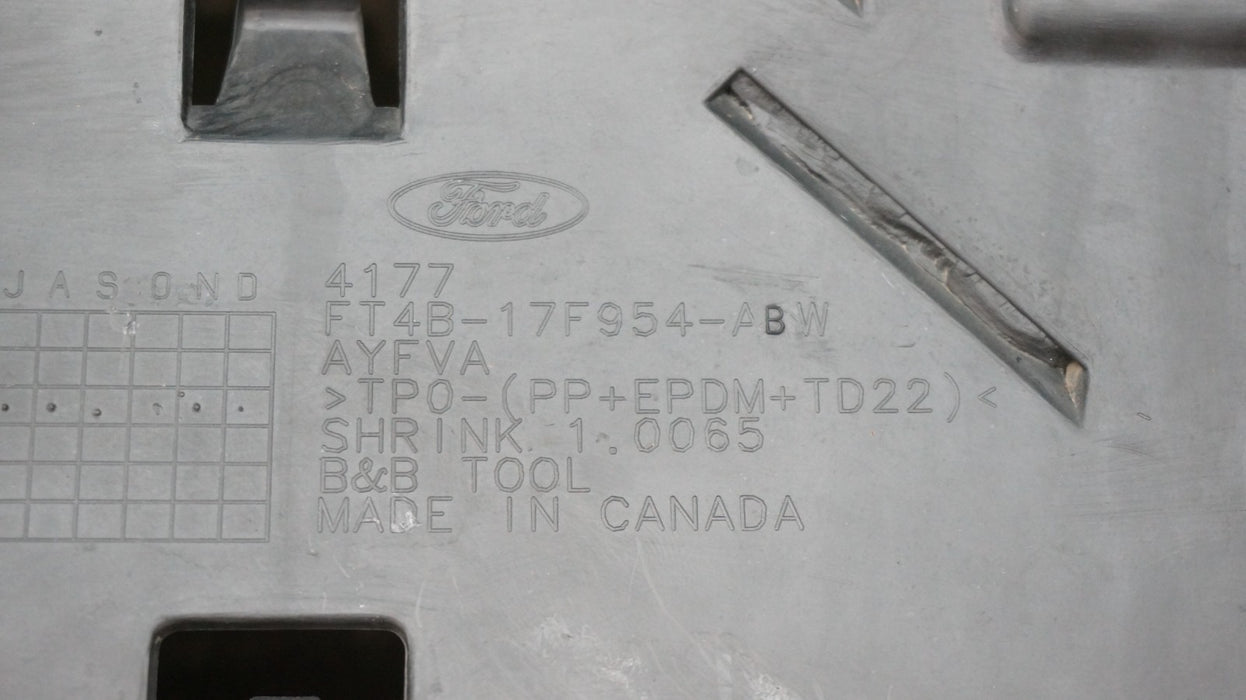 Ford
J A S O N D
4177
FT4B-17F954-ABW
AYFVA
>TPO-(PP+EPDM+TD22)<
SHRINK 1.0065
B&B TOOL
MADE IN CANADA